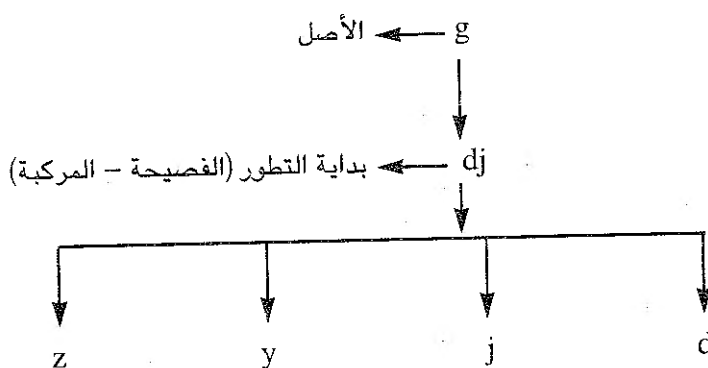 g الأصل
dj بداية التطور (الفصيحة – المركبة)
z y j d